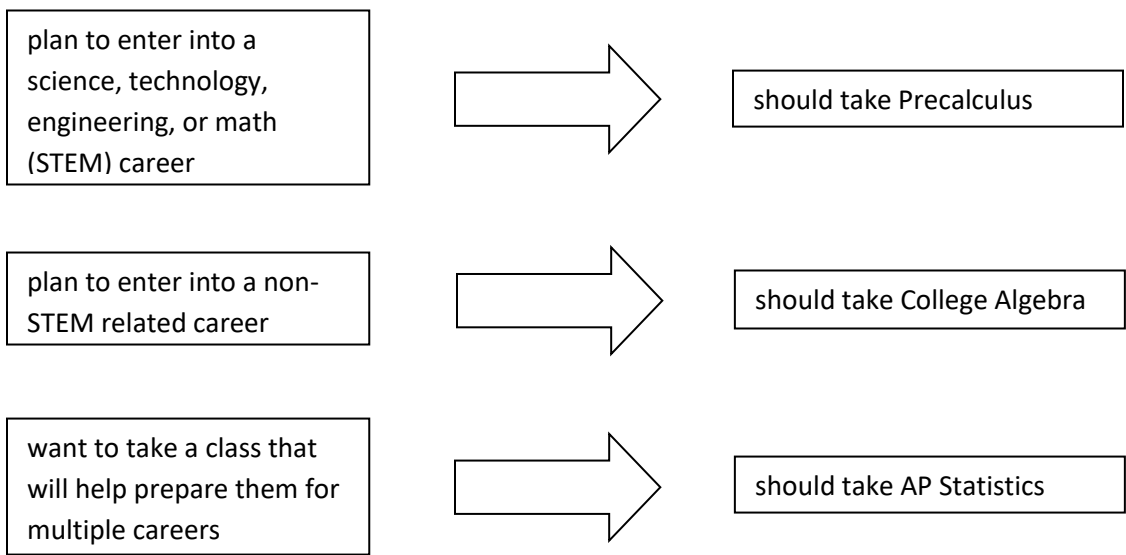 plan to enter into a
science, technology,
engineering, or math
(STEM) career
should take Precalculus
plan to enter into a non-
STEM related career
should take College Algebra
want to take a class that
will help prepare them for
multiple careers
should take AP Statistics